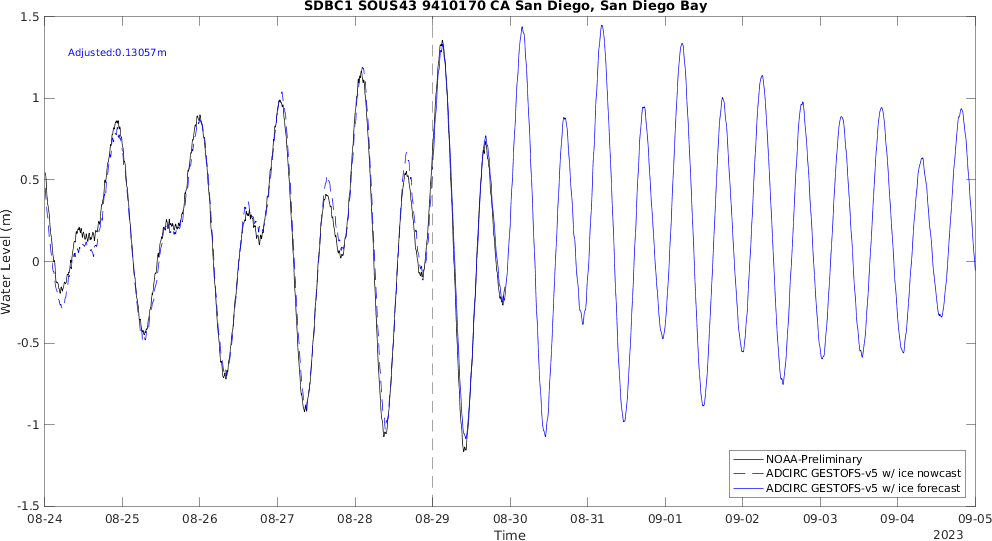 SDBC1 SOUS43 9410170 CA San Diego, San Diego Bay
Adjusted:0.13057m
Water Level (m)
1.5
1
0.5
0
-0.5
-1
-1.5
NOAA-Preliminary
ADCIRC GESTOFS-v5 w/ ice nowcast
ADCIRC GESTOFS-v5 w/ ice forecast
08-24 08-25 08-26 08-27 08-28 08-29 08-30 08-31 09-01 09-02 09-03 09-04 09-05
Time
2023